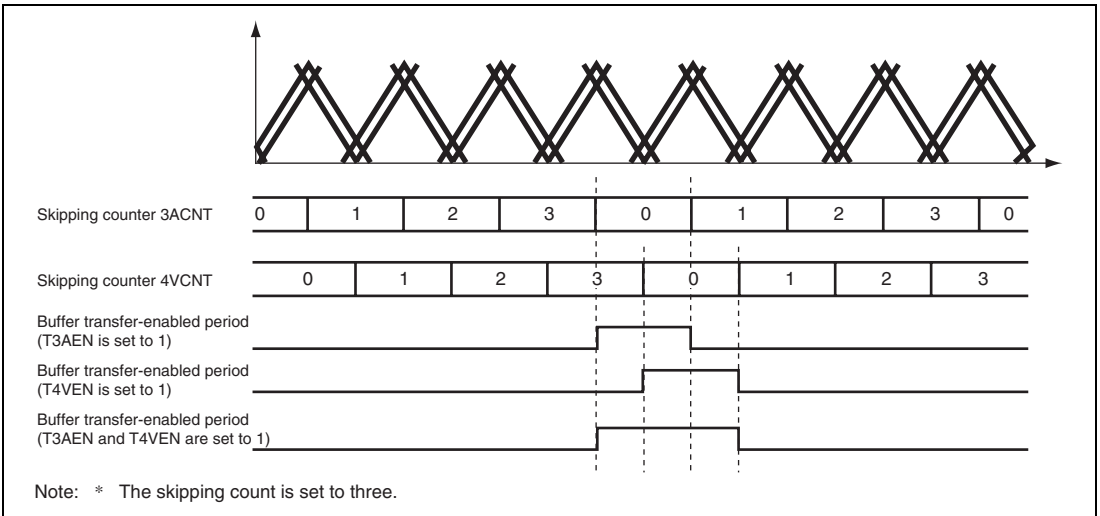 Skipping counter 3ACNT 0 1 2 3 0 1 2 3 0
Skipping counter 4VCNT 0 1 2 3 0 1 2 3
Buffer transfer-enabled period
(T3AEN is set to 1)
Buffer transfer-enabled period
(T4VEN is set to 1)
Buffer transfer-enabled period
(T3AEN and T4VEN are set to 1)
Note: * The skipping count is set to three.